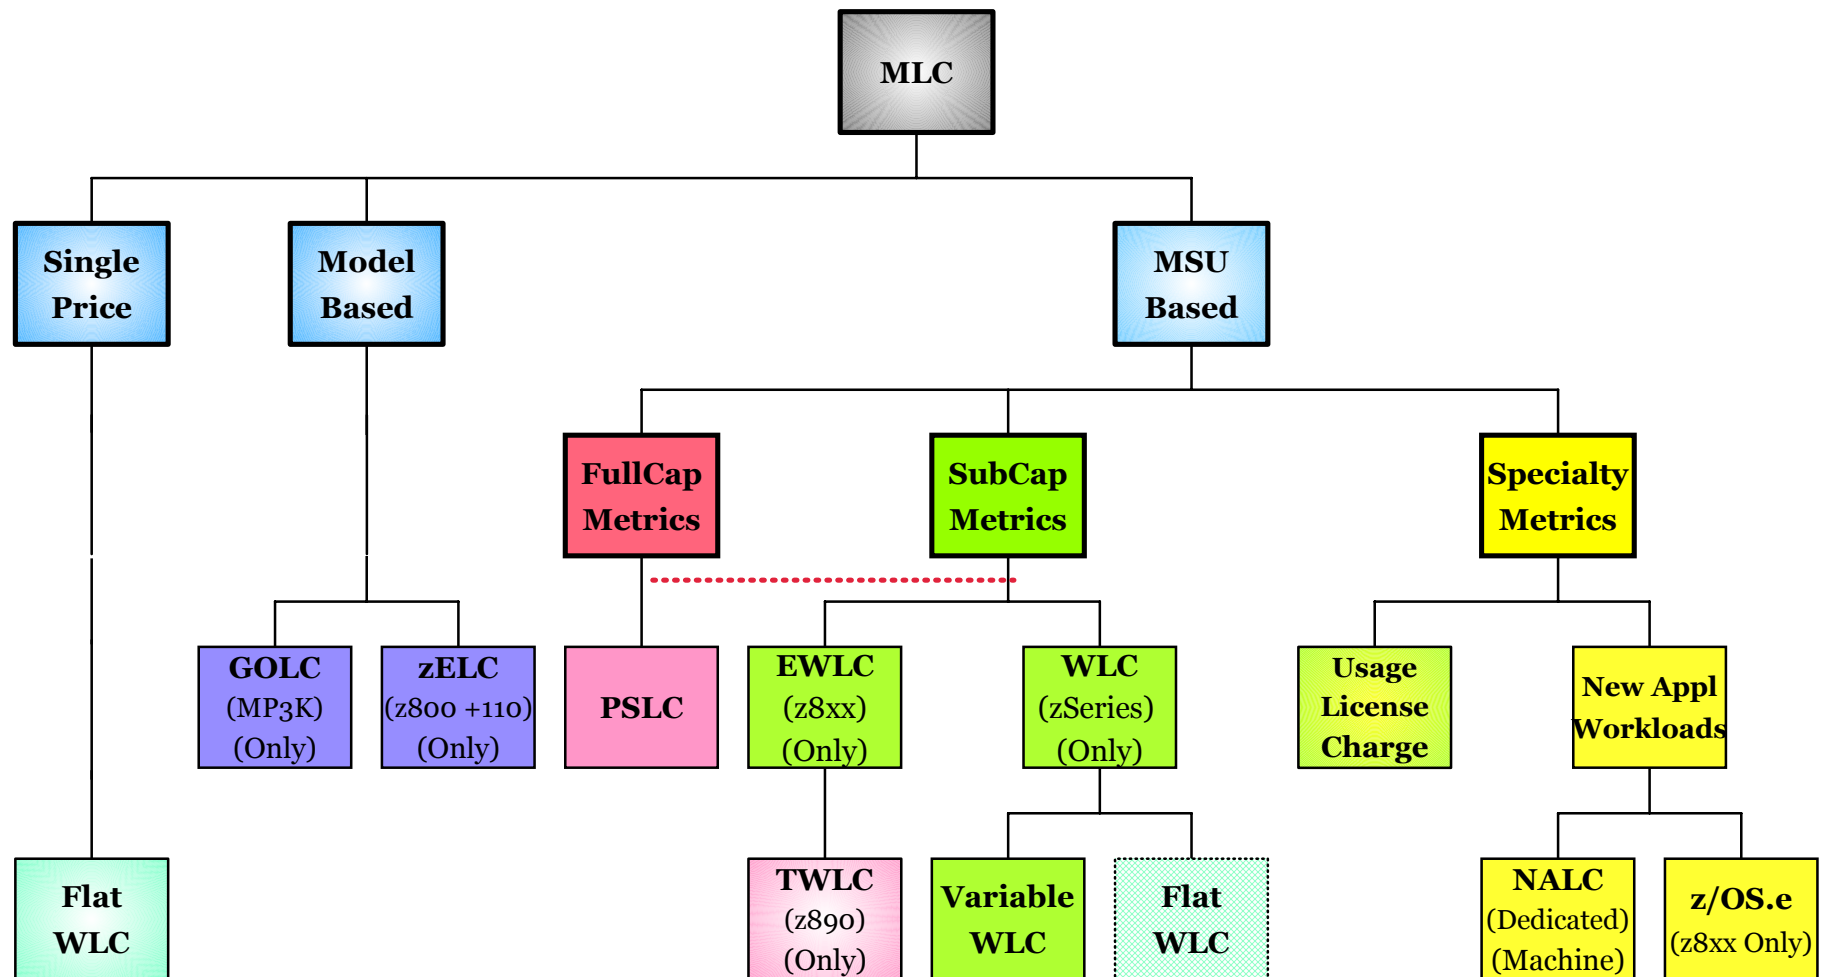 MLC
Single
Price
Model
Based
MSU
Based
FullCap
Metrics
SubCap
Metrics
Specialty
Metrics
GOLC
(MP3K)
(Only)
zELC
(z800 +110)
(Only)
PSLC
EWLC
(z8xx)
(Only)
WLC
(zSeries)
(Only)
Usage
License
Charge
New Appl
Workloads
Flat
WLC
TWLC
(z890)
(Only)
Variable
WLC
Flat
WLC
NALC
(Dedicated)
(Machine)
z/OS.e
(z8xx Only)